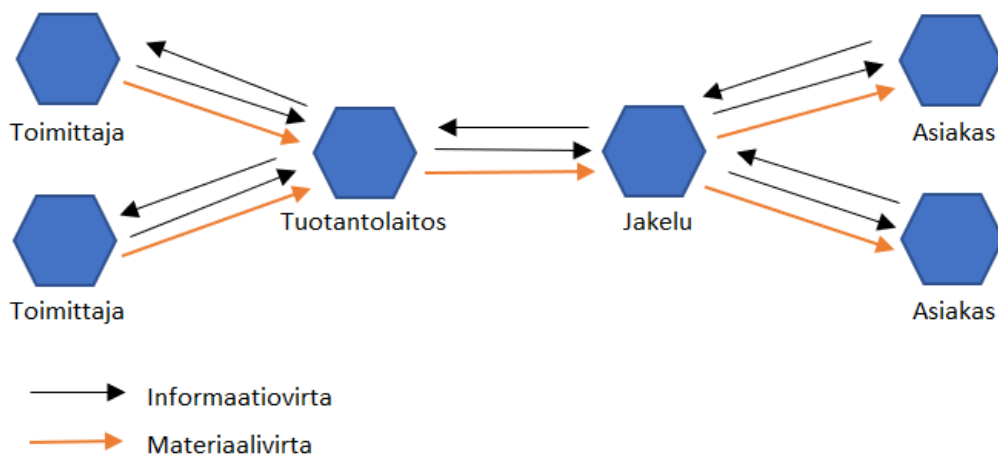 Toimittaja
Asiakas
Tuotantolaitos
Jakelu
Toimittaja
Asiakas
Informaatiovirta
Materiaalivirta